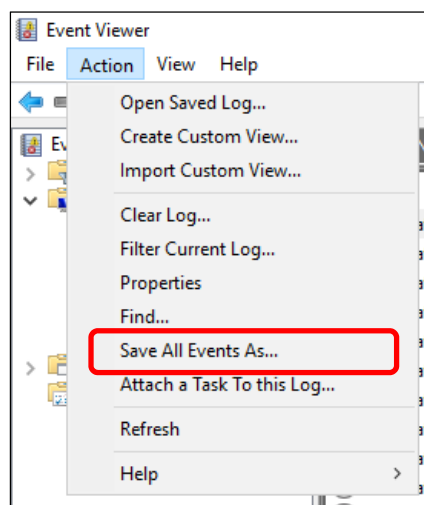 Event Viewer
File Action View Help
Open Saved Log...
Create Custom View...
Import Custom View...
Clear Log...
Filter Current Log...
Properties
Find...
Save All Events As...
Attach a Task To this Log...
Refresh
Help